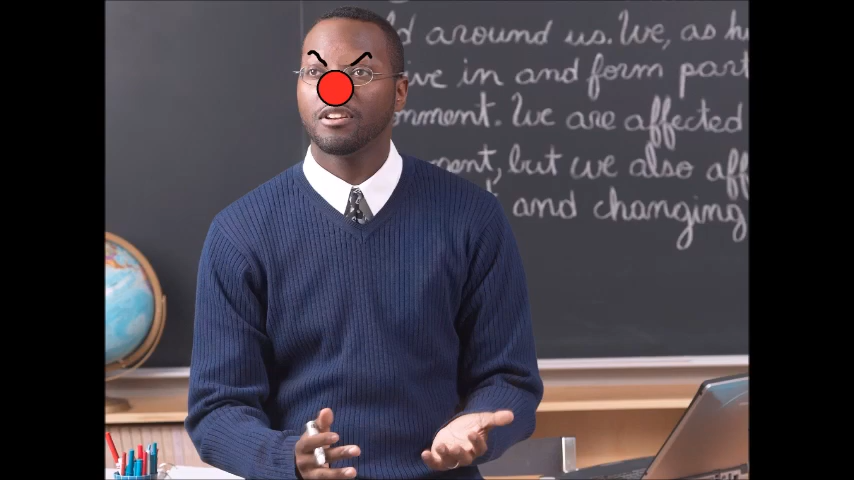 around us. We, as
in and form part
. We are affected
, but we also
and changing